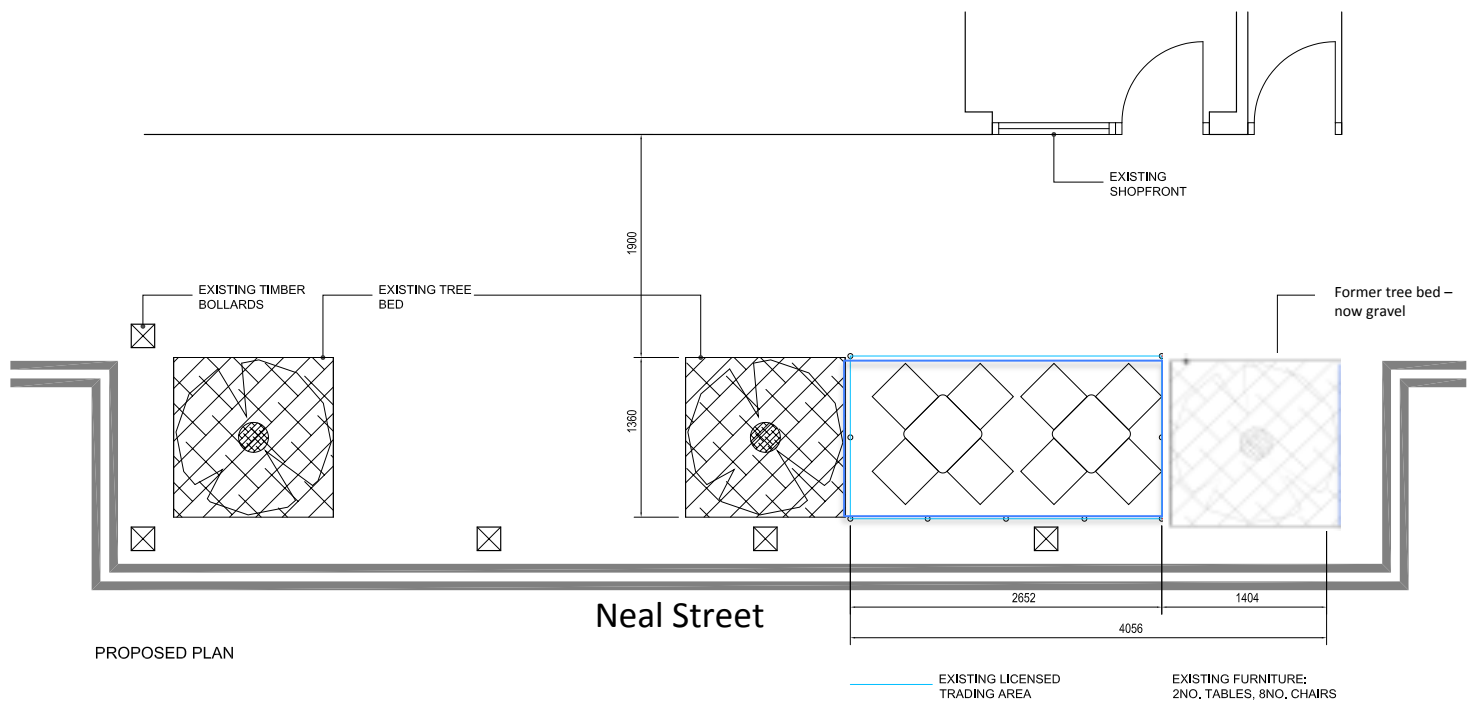 EXISTING
SHOPFRONT
1900
EXISTING TIMBER
BOLLARDS
EXISTING TREE
BED
Former tree bed –
now gravel
1360
2652
1404
Neal Street
4056
PROPOSED PLAN
EXISTING LICENSED
TRADING AREA
EXISTING FURNITURE:
2NO. TABLES, 8NO. CHAIRS